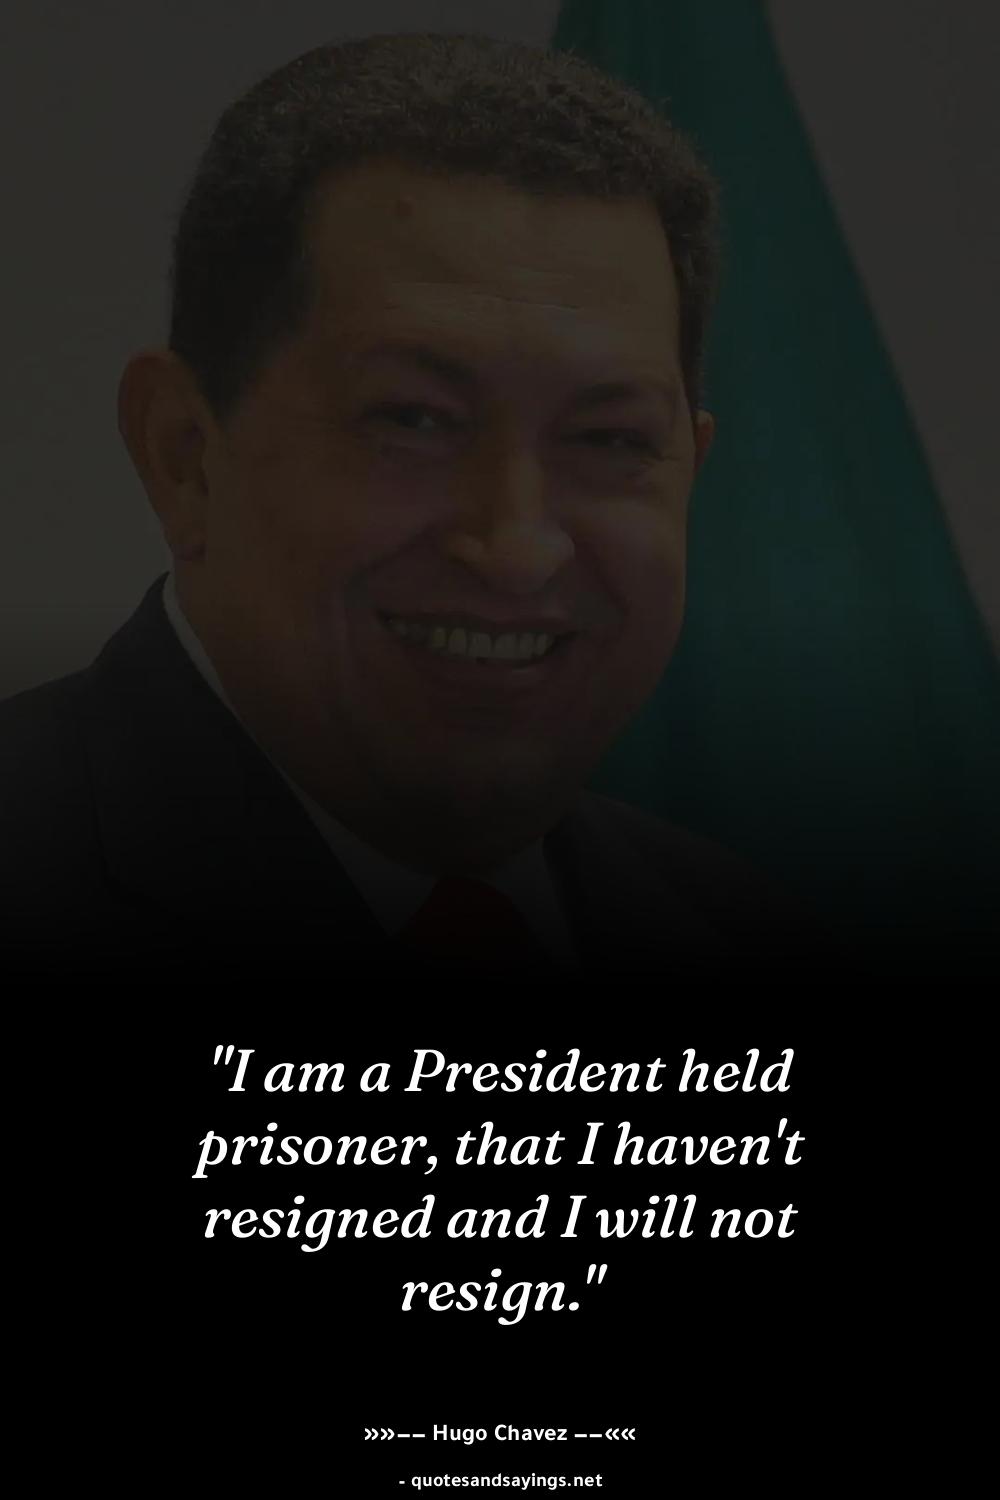 "I am a President held
prisoner, that I haven't
resigned and I will not
resign."
»»–– Hugo Chavez ––««
- quotesandsayings.net